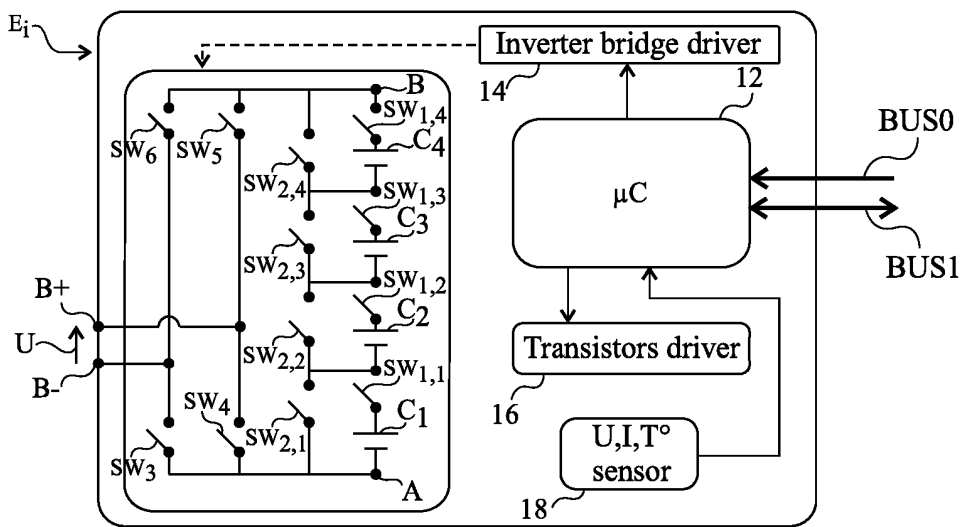 Ei
Inverter bridge driver
14
12
B
SW6
SW5
SW1,4
C4
SW2,4
BUS0
SW1,3
C3
µC
SW2,3
BUS1
SW1,2
B+
C2
U
SW2,2
Transistors driver
B-
SW1,1
16
SW4
C1
SW2,1
U,I,T°
sensor
SW3
A
18